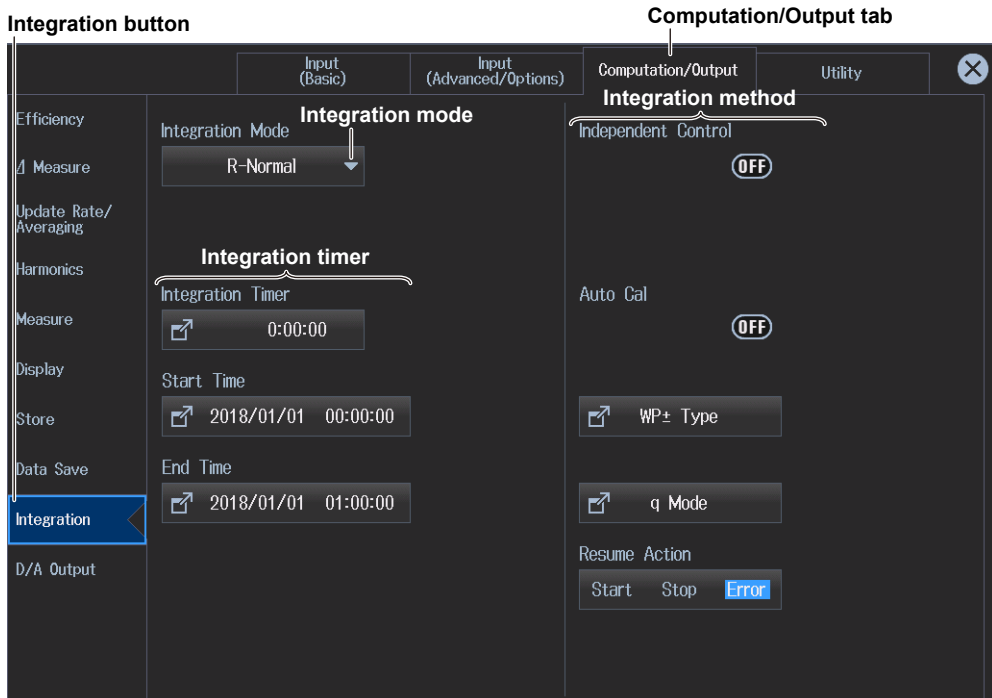 Integration button
Computation/Output tab
Input
(Basic)
Input
(Advanced/Options)
Computation/Output
Utility
Efficiency
⊿ Measure
Update Rate/
Averaging
Harmonics
Measure
Display
Store
Data Save
Integration
D/A Output
Integration mode
Integration Mode
R-Normal
Integration timer
Integration Timer
0:00:00
Start Time
2018/01/01 00:00:00
End Time
2018/01/01 01:00:00
Integration method
Independent Control
OFF
Auto Cal
OFF
WP± Type
q Mode
Resume Action
Start Stop Error